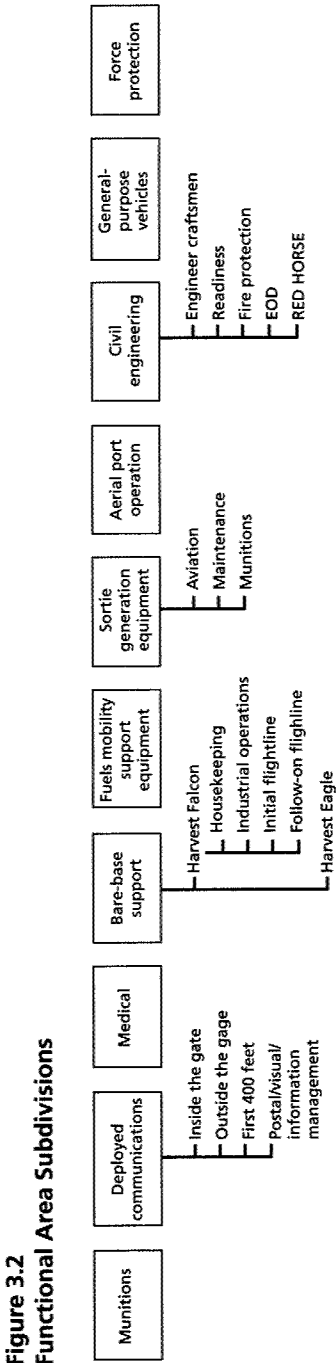 Figure 3.2
Functional Area Subdivisions
Munitions
Deployed
communications
Inside the gate
Outside the gage
First 400 feet
Postal/visual/
information
management
Medical
Bare-base
support
Harvest Falcon
Housekeeping
Industrial operations
Initial flightline
Follow-on flighline
Harvest Eagle
Fuels mobility
support
equipment
Sortie
generation
equipment
Aviation
Maintenance
Munitions
Aerial port
operation
Civil
engineering
Engineer craftsmen
Readiness
Fire protection
EOD
RED HORSE
General-
purpose
vehicles
Force
protection